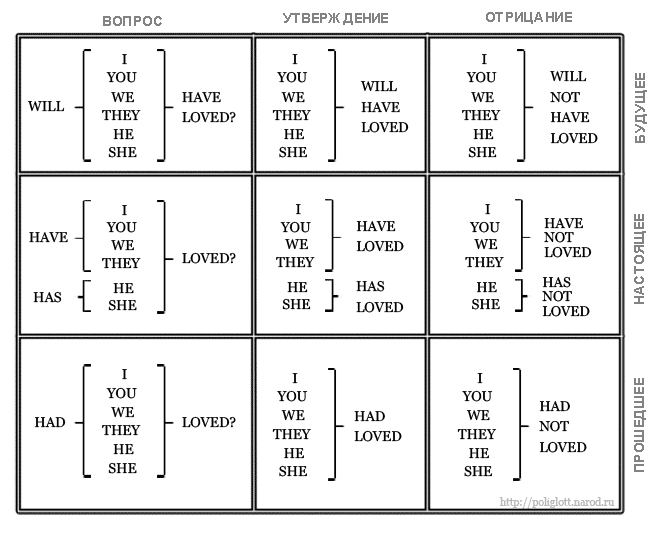 ВОПРОС
УТВЕРЖДЕНИЕ
ОТРИЦАНИЕ
WILL
I
YOU
WE
THEY
HE
SHE
HAVE
LOVED?
I
YOU
WE
THEY
HE
SHE
WILL
HAVE
LOVED
I
YOU
WE
THEY
HE
SHE
WILL
NOT
HAVE
LOVED
БУДУЩЕЕ
HAVE
I
YOU
WE
THEY
HAS
HE
SHE
LOVED?
I
YOU
WE
THEY
HAVE
LOVED
HE
SHE
HAS
LOVED
I
YOU
WE
THEY
HAVE
NOT
LOVED
HE
SHE
HAS
NOT
LOVED
НАСТОЯЩЕЕ
HAD
I
YOU
WE
THEY
HE
SHE
LOVED?
I
YOU
WE
THEY
HE
SHE
HAD
LOVED
I
YOU
WE
THEY
HE
SHE
HAD
NOT
LOVED
ПРОШЕДШЕЕ
http://poliglott.narod.ru